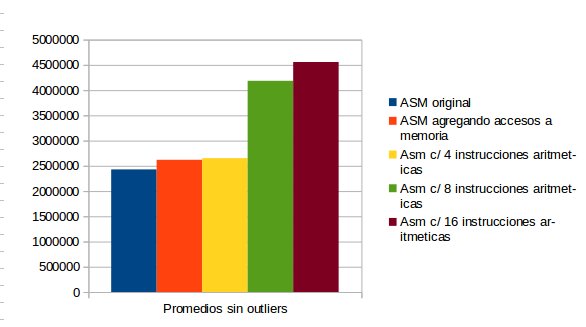 5000000
4500000
4000000
3500000
3000000
2500000
2000000
1500000
1000000
500000
0
Promedios sin outliers
ASM original
ASM agregando accesos a
memoria
Asm c/ 4 instrucciones aritmet-
icas
Asm c/ 8 instrucciones aritmet-
icas
Asm c/ 16 instrucciones ar-
itmeticas